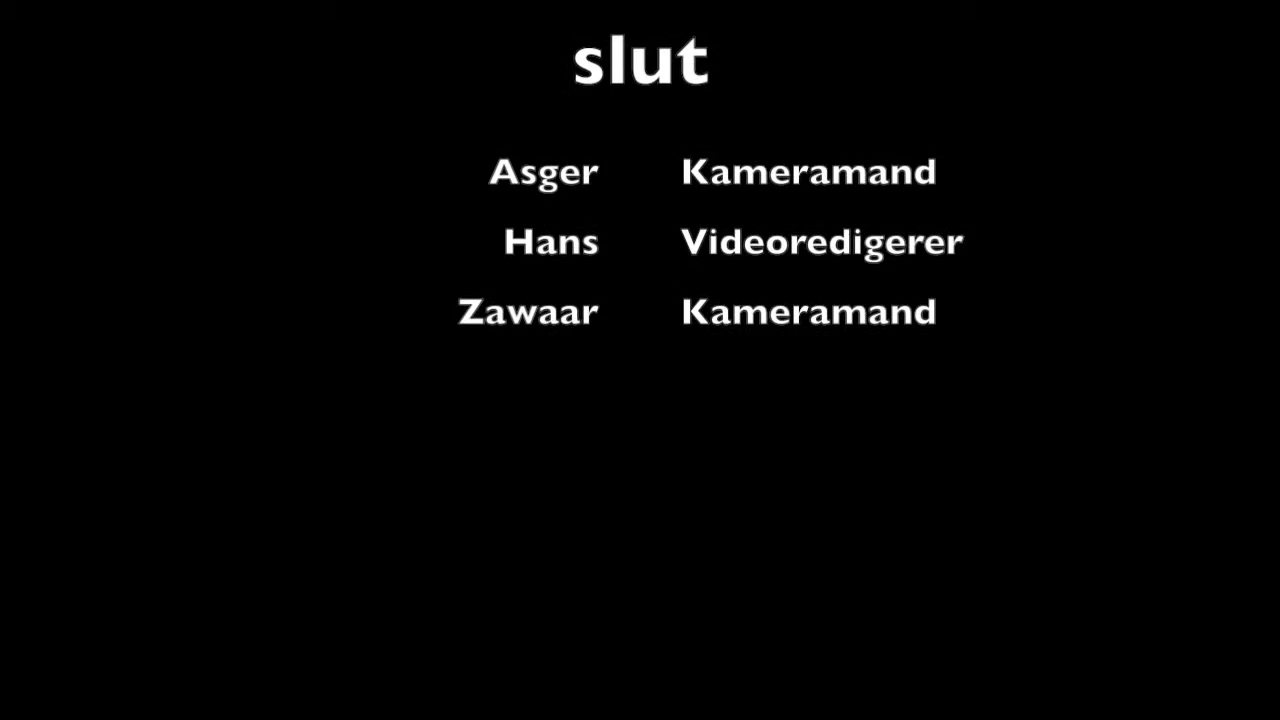 slut
Asger Kameramand
Hans Videoredigerer
Zawaar Kameramand